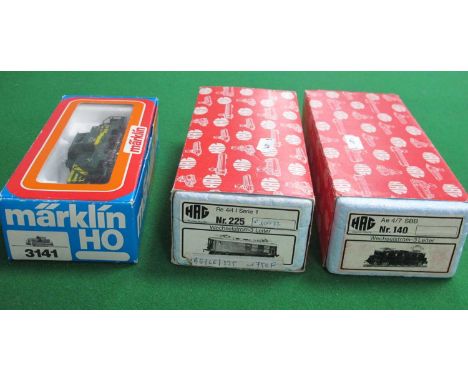 märklin
märklin
HO
3141
HAG
Re 4/4 I Serie 1
Nr. 225
Wechselstrom-3-Leiter
HAG
Ae 4/7 SBB
Nr. 140
Wechselstrom-3-Leiter